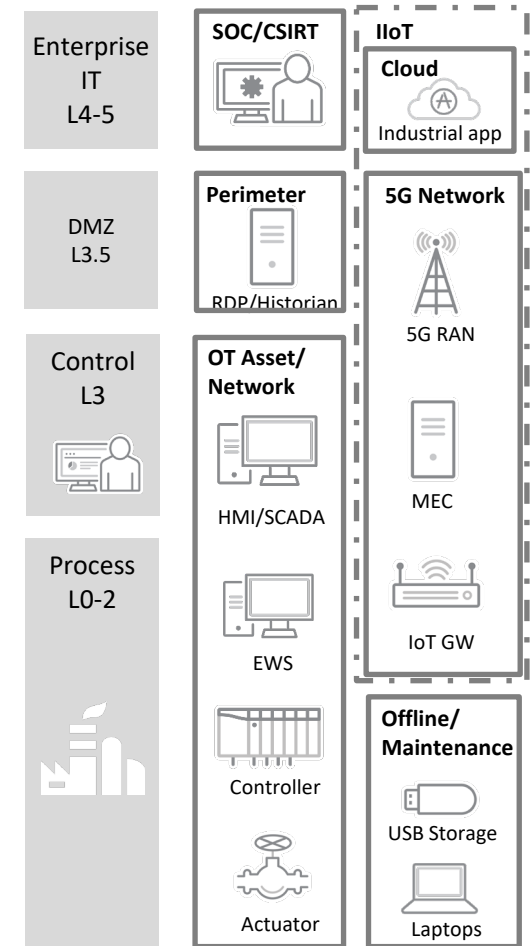 Enterprise
IT
L4-5
DMZ
L3.5
Control
L3
Process
L0-2
SOC/CSIRT
Perimeter
RDP/Historian
OT Asset/
Network
HMI/SCADA
EWS
Controller
Actuator
IIoT
Cloud
Industrial app
5G Network
5G RAN
MEC
IoT GW
Offline/
Maintenance
USB Storage
Laptops